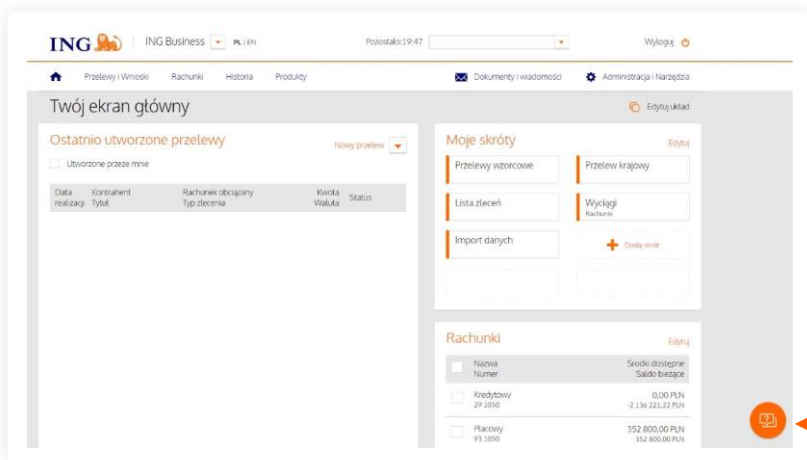 ING ING Business PL | EN Pozostało:19:47 Wyloguj
Przelewy i Wnioski Rachunki Historia Produkty Dokumenty i wiadomości Administracja i Narzędzia
Twój ekran główny Edytuj układ
Ostatnio utworzone przelewy Nowy przelew
Utworzone przeze mnie
Data Kontrahent Rachunek obciążany Kwota Status
realizacji Tytuł Typ zlecenia Waluta
Moje skróty Edytuj
Przelewy wzorcowe Przelew krajowy
Lista zleceń Wyciągi
Rachunki
Import danych Dodaj skrót
Rachunki Edytuj
Nazwa Środki dostępne
Numer Saldo bieżące
Kredytowy 0,00 PLN
29 1050 -2 136 221,22 PLN
Płacowy 352 800,00 PLN
93 1050 352 800,00 PLN